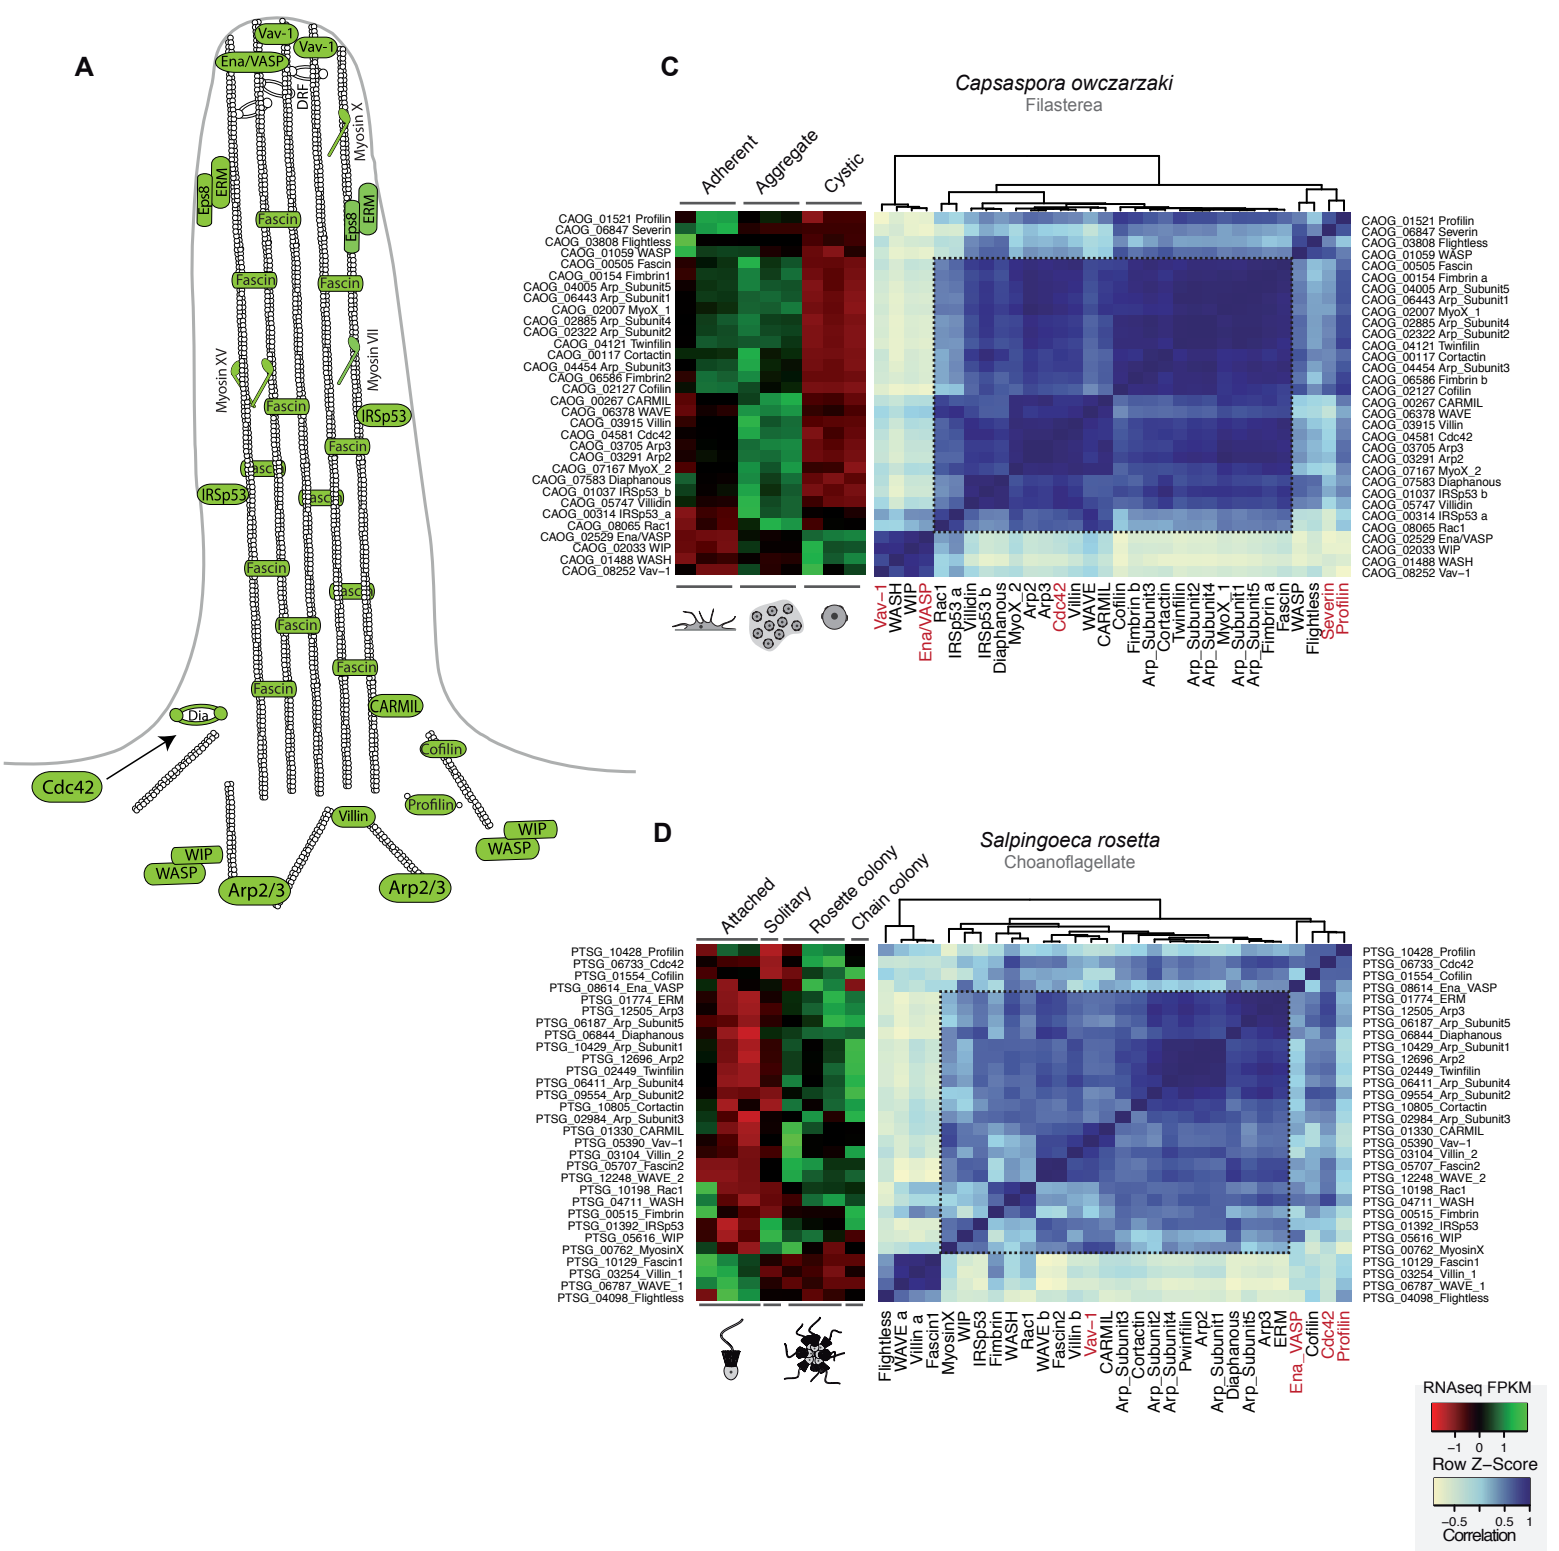 A
Vav-1
Vav-1
Ena/VASP
DRF
Myosin X
Eps8
ERM
Eps8
ERM
Fascin
Fascin
Fascin
Myosin XV
Myosin VII
Fascin
IRSp53
Fascin
Fascin
IRSp53
Fascin
Fascin
Fascin
Fascin
Fascin
Fascin
CARMIL
Dia
Cdc42
Cofilin
Profilin
Villin
WIP
WASP
WIP
WASP
Arp2/3
Arp2/3
C
Capsaspora owczarzaki
Filasterea
Adherent
Aggregate
Cystic
CAOG_01521 Profilin
CAOG_06847 Severin
CAOG_03808 Flightless
CAOG_01059 WASP
CAOG_00505 Fascin
CAOG_00154 Fimbrin1
CAOG_04005 Arp_Subunit5
CAOG_06443 Arp_Subunit1
CAOG_02007 MyoX_1
CAOG_02885 Arp_Subunit4
CAOG_02322 Arp_Subunit2
CAOG_04121 Twinfilin
CAOG_00117 Cortactin
CAOG_04454 Arp_Subunit3
CAOG_06586 Fimbrin2
CAOG_02127 Cofilin
CAOG_00267 CARMIL
CAOG_06378 WAVE
CAOG_03915 Villin
CAOG_04581 Cdc42
CAOG_03705 Arp3
CAOG_03291 Arp2
CAOG_07167 MyoX_2
CAOG_07583 Diaphanous
CAOG_01037 IRSp53_b
CAOG_05747 Villidin
CAOG_00314 IRSp53_a
CAOG_08065 Rac1
CAOG_02529 Ena/VASP
CAOG_02033 WIP
CAOG_01488 WASH
CAOG_08252 Vav−1
CAOG_01521 Profilin
CAOG_06847 Severin
CAOG_03808 Flightless
CAOG_01059 WASP
CAOG_00505 Fascin
CAOG_00154 Fimbrin a
CAOG_04005 Arp_Subunit5
CAOG_06443 Arp_Subunit1
CAOG_02007 MyoX_1
CAOG_02885 Arp_Subunit4
CAOG_02322 Arp_Subunit2
CAOG_04121 Twinfilin
CAOG_00117 Cortactin
CAOG_04454 Arp_Subunit3
CAOG_06586 Fimbrin b
CAOG_02127 Cofilin
CAOG_00267 CARMIL
CAOG_06378 WAVE
CAOG_03915 Villin
CAOG_04581 Cdc42
CAOG_03705 Arp3
CAOG_03291 Arp2
CAOG_07167 MyoX_2
CAOG_07583 Diaphanous
CAOG_01037 IRSp53 b
CAOG_05747 Villidin
CAOG_00314 IRSp53 a
CAOG_08065 Rac1
CAOG_02529 Ena/VASP
CAOG_02033 WIP
CAOG_01488 WASH
CAOG_08252 Vav−1
Vav−1
WASH
WIP
Ena/VASP
Rac1
IRSp53 a
Villidin
IRSp53 b
Diaphanous
MyoX_2
Arp2
Arp3
Cdc42
Villin
WAVE
CARMIL
Cofilin
Fimbrin b
Arp_Subunit3
Cortactin
Twinfilin
Arp_Subunit2
Arp_Subunit4
MyoX_1
Arp_Subunit1
Arp_Subunit5
Fimbrin a
Fascin
WASP
Flightless
Severin
Profilin
D
Salpingoeca rosetta
Choanoflagellate
Attached
Solitary
Rosette colony
Chain colony
PTSG_10428_Profilin
PTSG_06733_Cdc42
PTSG_01554_Cofilin
PTSG_08614_Ena_VASP
PTSG_01774_ERM
PTSG_12505_Arp3
PTSG_06187_Arp_Subunit5
PTSG_06844_Diaphanous
PTSG_10429_Arp_Subunit1
PTSG_12696_Arp2
PTSG_02449_Twinfilin
PTSG_06411_Arp_Subunit4
PTSG_09554_Arp_Subunit2
PTSG_10805_Cortactin
PTSG_02984_Arp_Subunit3
PTSG_01330_CARMIL
PTSG_05390_Vav−1
PTSG_03104_Villin_2
PTSG_05707_Fascin2
PTSG_12248_WAVE_2
PTSG_10198_Rac1
PTSG_04711_WASH
PTSG_00515_Fimbrin
PTSG_01392_IRSp53
PTSG_05616_WIP
PTSG_00762_MyosinX
PTSG_10129_Fascin1
PTSG_03254_Villin_1
PTSG_06787_WAVE_1
PTSG_04098_Flightless
PTSG_10428_Profilin
PTSG_06733_Cdc42
PTSG_01554_Cofilin
PTSG_08614_Ena_VASP
PTSG_01774_ERM
PTSG_12505_Arp3
PTSG_06187_Arp_Subunit5
PTSG_06844_Diaphanous
PTSG_10429_Arp_Subunit1
PTSG_12696_Arp2
PTSG_02449_Twinfilin
PTSG_06411_Arp_Subunit4
PTSG_09554_Arp_Subunit2
PTSG_10805_Cortactin
PTSG_02984_Arp_Subunit3
PTSG_01330_CARMIL
PTSG_05390_Vav−1
PTSG_03104_Villin_2
PTSG_05707_Fascin2
PTSG_12248_WAVE_2
PTSG_10198_Rac1
PTSG_04711_WASH
PTSG_00515_Fimbrin
PTSG_01392_IRSp53
PTSG_05616_WIP
PTSG_00762_MyosinX
PTSG_10129_Fascin1
PTSG_03254_Villin_1
PTSG_06787_WAVE_1
PTSG_04098_Flightless
Flightless
WAVE a
Villin a
Fascin1
MyosinX
WIP
IRSp53
Fimbrin
WASH
Rac1
WAVE b
Fascin2
Villin b
Vav−1
CARMIL
Arp_Subunit3
Cortactin
Arp_Subunit2
Arp_Subunit4
Pwinfilin
Arp2
Arp_Subunit1
Diaphanous
Arp_Subunit5
Arp3
ERM
Ena_VASP
Cofilin
Cdc42
Profilin
RNAseq FPKM
−1 0 1
Row Z−Score
−0.5 0.5 1
Correlation